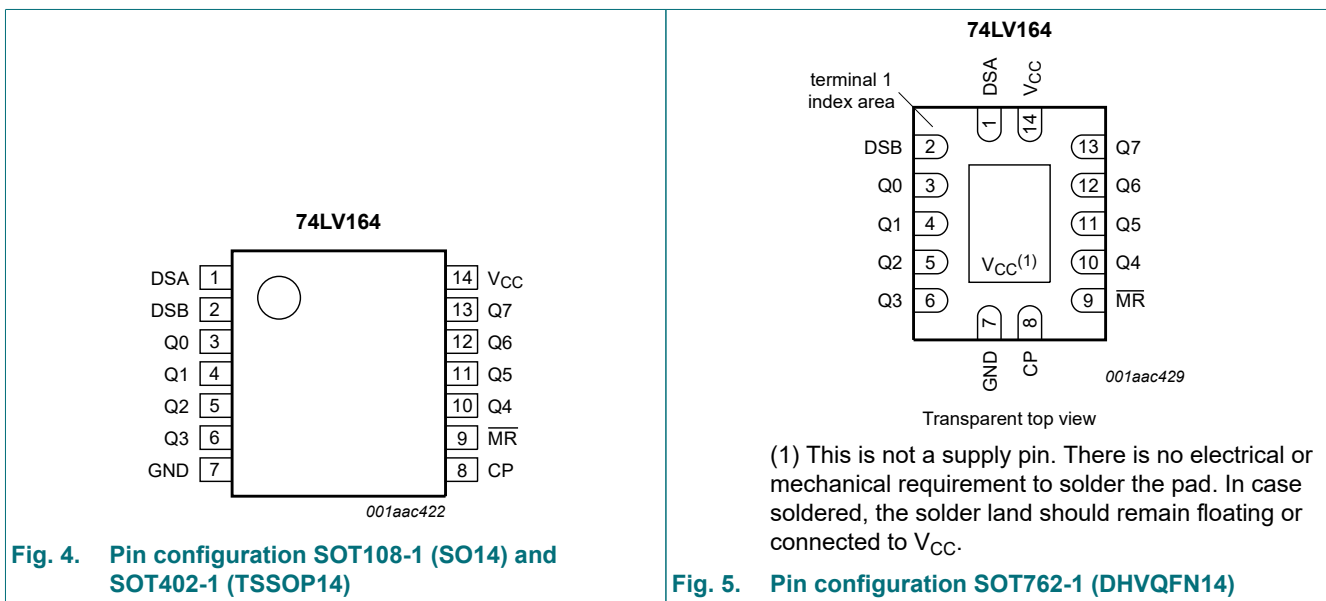 74LV164
DSA 1
DSB 2
Q0 3
Q1 4
Q2 5
Q3 6
GND 7
14 VCC
13 Q7
12 Q6
11 Q5
10 Q4
9 M̅R̅
8 CP
001aac422
Fig. 4. Pin configuration SOT108-1 (SO14) and
SOT402-1 (TSSOP14)
74LV164
terminal 1
index area
DSA
VCC
1
14
DSB 2
Q0 3
Q1 4
Q2 5
Q3 6
13 Q7
12 Q6
11 Q5
10 Q4
9 M̅R̅
VCC(1)
7
8
GND
CP
001aac429
Transparent top view
(1) This is not a supply pin. There is no electrical or
mechanical requirement to solder the pad. In case
soldered, the solder land should remain floating or
connected to VCC.
Fig. 5. Pin configuration SOT762-1 (DHVQFN14)